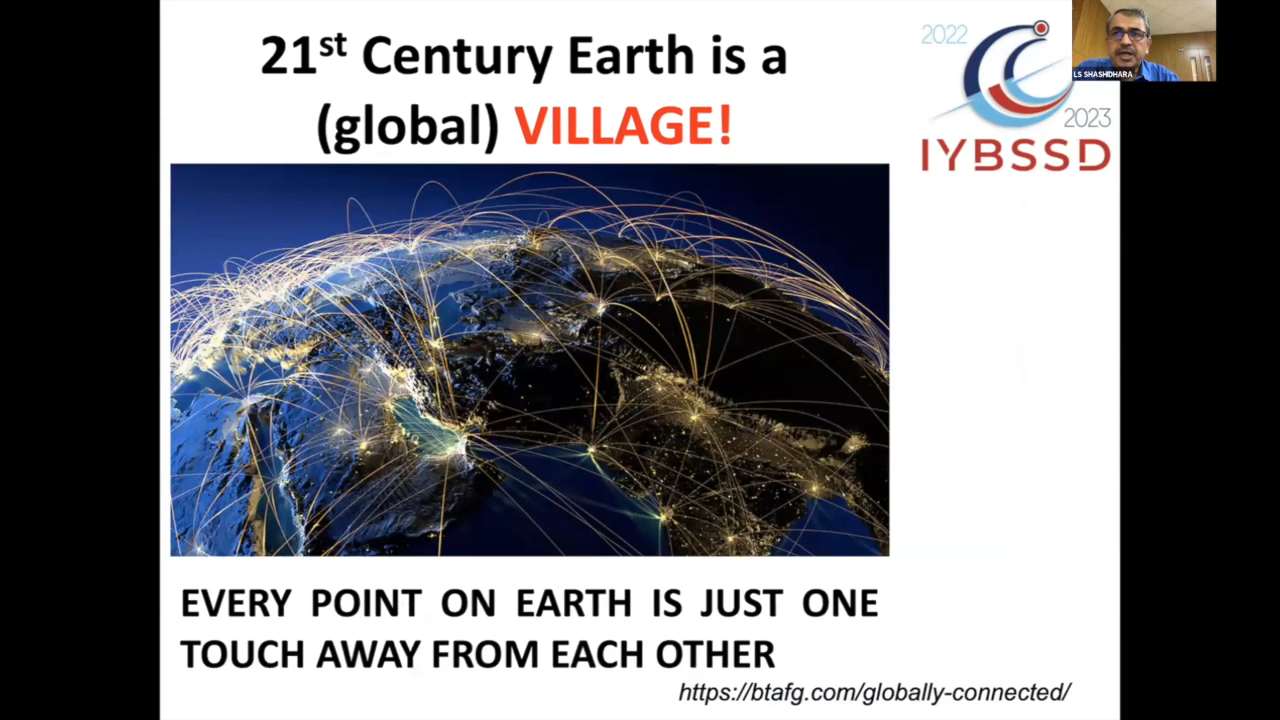 21st Century Earth is a
(global) VILLAGE!
2022
2023
IYBSSD
LS SHASHIDHARA
EVERY POINT ON EARTH IS JUST ONE
TOUCH AWAY FROM EACH OTHER
https://btafg.com/globally-connected/